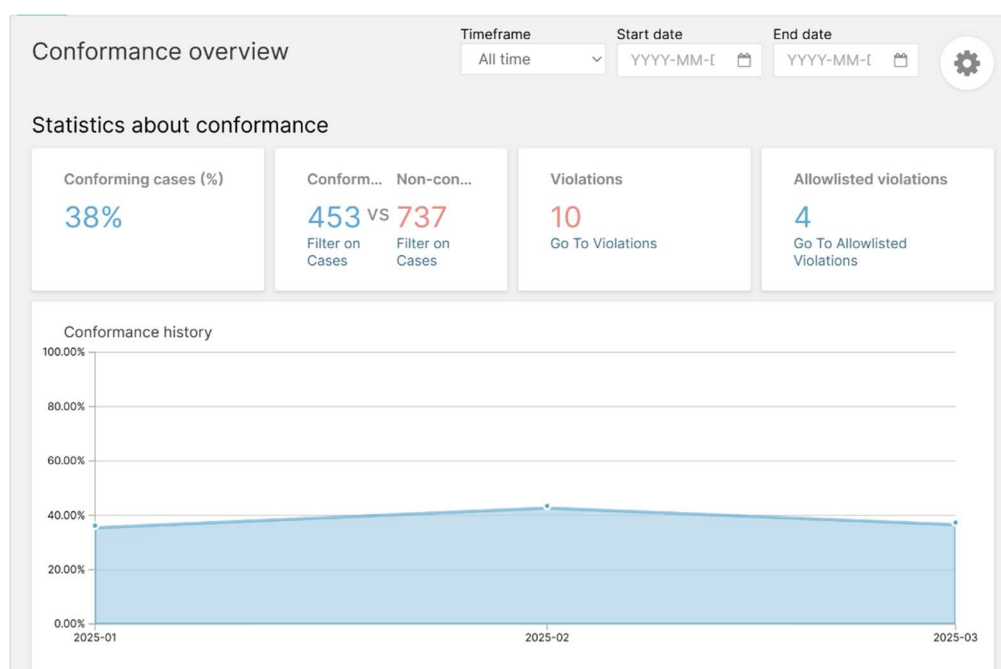 Conformance overview
Timeframe
All time
Start date
YYYY-MM-[
End date
YYYY-MM-[
Statistics about conformance
Conforming cases (%)
38%
Conform... Non-con...
453 vs 737
Filter on Cases
Filter on Cases
Violations
10
Go To Violations
Allowlisted violations
4
Go To Allowlisted
Violations
Conformance history
100.00%
80.00%
60.00%
40.00%
20.00%
0.00%
2025-01
2025-02
2025-03